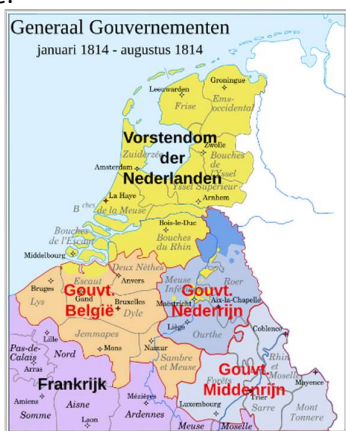 Generaal Gouvernementen
januari 1814 - augustus 1814
Groningue
Leeuwarden
Frise
Ems-
occidental
Vorstendom
der
Nederlanden
Zuiderzée
Zwolle
Bouches
de
l'Yssel
Amsterdam
Yssel Supérieur
La Haye
Arnhem
Bches de la Meuse
Bois-le-Duc
Bouches
du Rhin
Bouches
de l'Escaut
Middelbourg
Deux Nèthes
Escaut
Anvers
Bruges
Gand
Lys
Gouvt.
België
Bruxelles
Dyle
Meuse
Inf
Roer
Gouvt.
Nederrijn
Maëstricht
Aix-la-Chapelle
Liège
Ourthe
Jemmapes
Lille
Mons
Namur
Coblence
Pas-de-
Calais
Nord
Arras
Sambre
et Meuse
Rhin
et
Moselle
Gouvt.
Middenrijn
Forêts
Mayence
Frankrijk
Amiens
Aisne
Mézières
Trier
Sarre
Mont
Tonnerre
Somme
Laon
Ardennes
Luxembourg
Meuse
Moselle